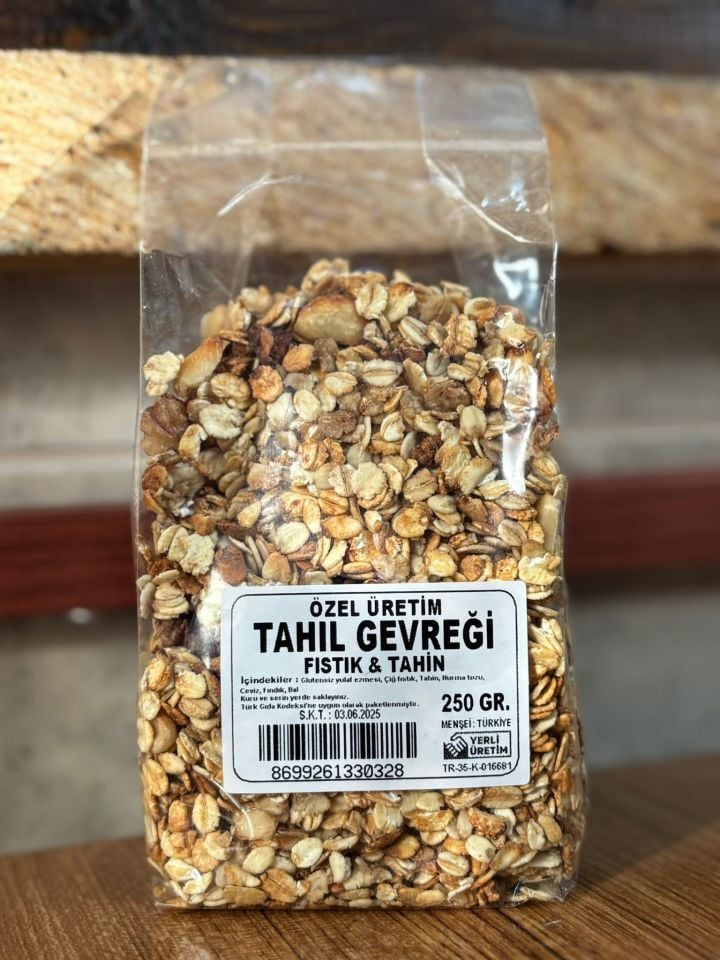 ÖZEL ÜRETİM
TAHIL GEVREĞİ
FISTIK & TAHİN
İçindekiler : Glutensiz yulaf ezmesi, Çiğ fıstık, Tahin, Hurma tozu,
Ceviz, Fındık, Bal
Kuru ve serin yerde saklayınız.
Türk Gıda Kodeksi'ne uygun olarak paketlenmiştir.
S.K.T. : 03.06.2025
250 GR.
MENŞEİ: TÜRKİYE
YERLİ
ÜRETİM
8699261330328
TR-35-K-016681